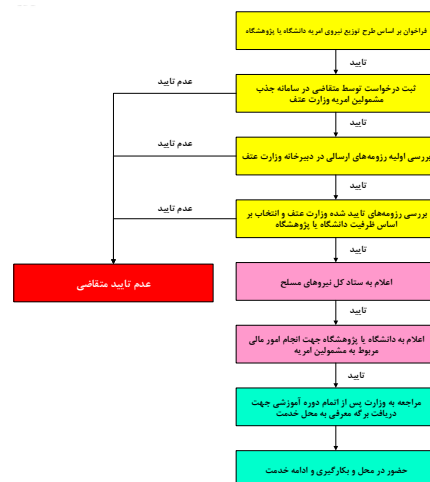 فراخوان بر اساس طرح توزیع نیروی امریه دانشگاه یا پژوهشگاه
تایید
ثبت درخواست توسط متقاضی در سامانه جذب
مشمولین امریه وزارت عتف
عدم تایید
تایید
بررسی اولیه رزومه‌های ارسالی در دبیرخانه وزارت عتف
عدم تایید
تایید
بررسی رزومه‌های تایید شده وزارت عتف و انتخاب بر
اساس ظرفیت دانشگاه یا پژوهشگاه
عدم تایید
تایید
اعلام به ستاد کل نیروهای مسلح
عدم تایید متقاضی
تایید
اعلام به دانشگاه یا پژوهشگاه جهت انجام امور مالی
مربوط به مشمولین امریه
تایید
مراجعه به وزارت پس از اتمام دوره آموزشی جهت
دریافت برگه معرفی به محل خدمت
حضور در محل و بکارگیری و ادامه خدمت